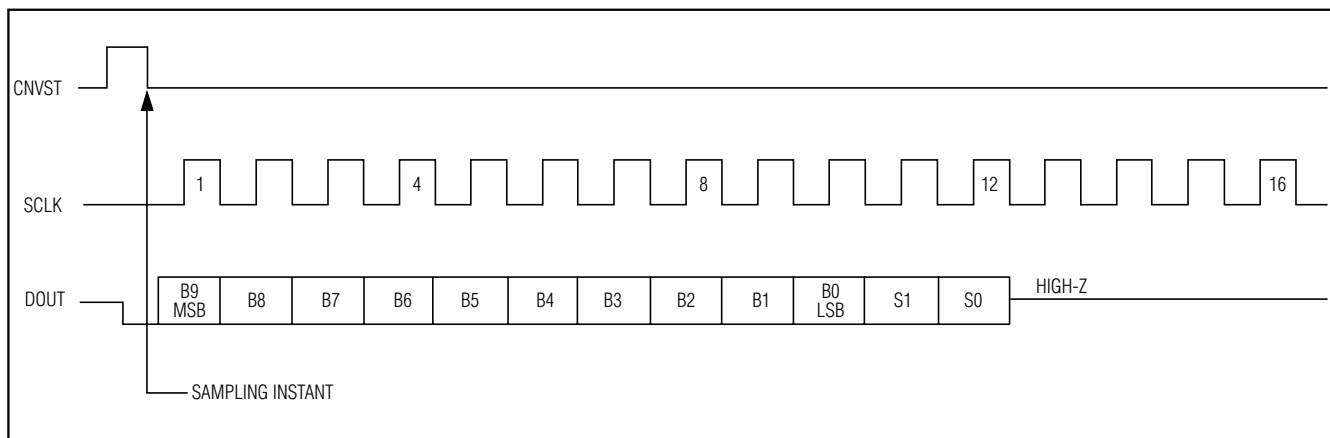 CNVST
1 4 8 12 16
SCLK
HIGH-Z
B9 B8 B7 B6 B5 B4 B3 B2 B1 B0 S1 S0
MSB LSB
DOUT
SAMPLING INSTANT